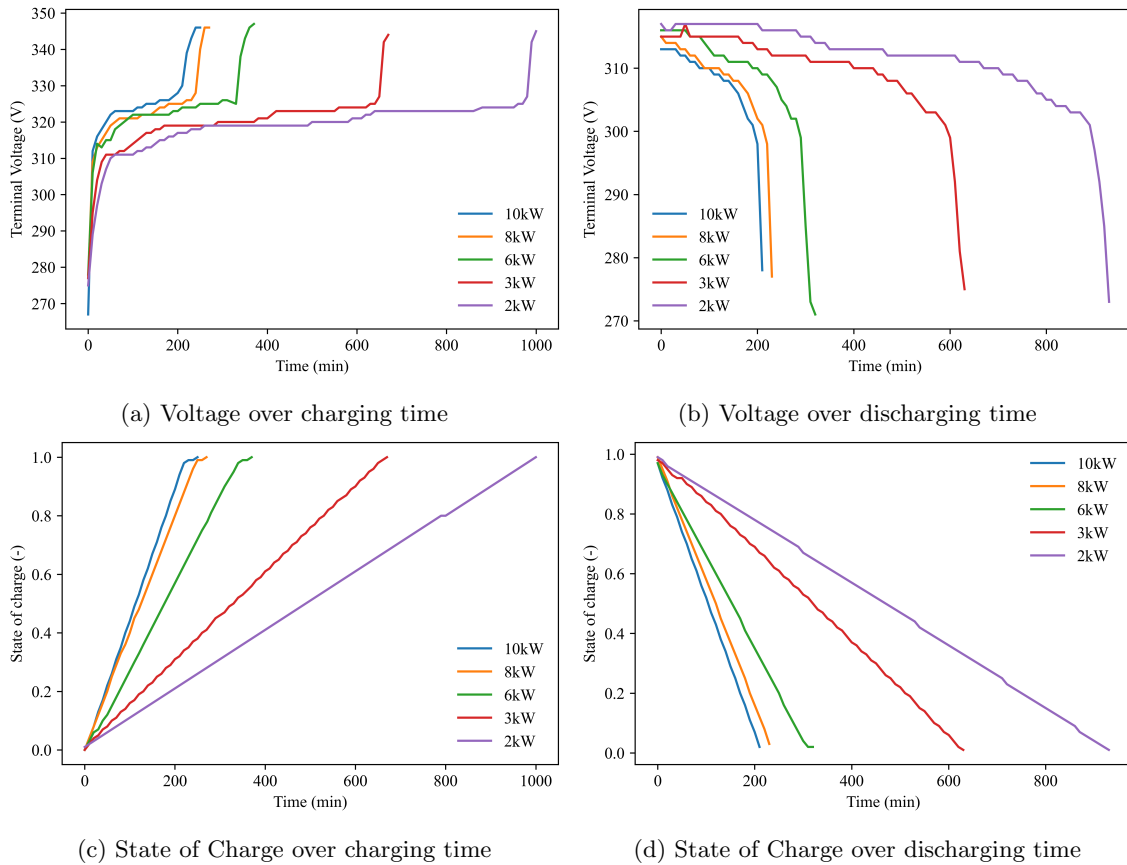 350
340
330
320
310
300
290
280
270
Terminal Voltage (V)
10kW
8kW
6kW
3kW
2kW
0
200
400
600
800
1000
Time (min)
(a) Voltage over charging time
310
300
290
280
270
Terminal Voltage (V)
10kW
8kW
6kW
3kW
2kW
0
200
400
600
800
Time (min)
(b) Voltage over discharging time
1.0
0.8
0.6
0.4
0.2
0.0
State of charge (-)
10kW
8kW
6kW
3kW
2kW
0
200
400
600
800
1000
Time (min)
(c) State of Charge over charging time
1.0
0.8
0.6
0.4
0.2
0.0
State of charge (-)
10kW
8kW
6kW
3kW
2kW
0
200
400
600
800
Time (min)
(d) State of Charge over discharging time